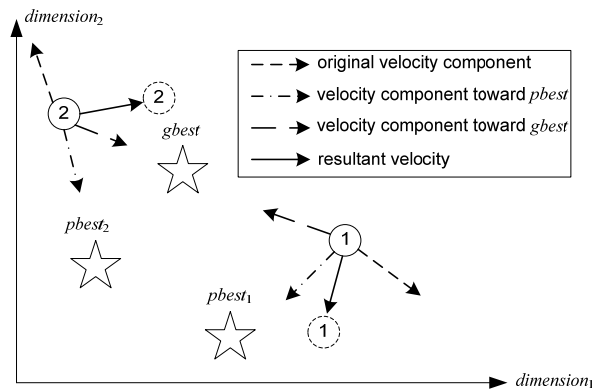 dimension₂
original velocity component
velocity component toward pbest
velocity component toward gbest
resultant velocity
2
2
gbest
pbest₂
1
pbest₁
1
dimension₁